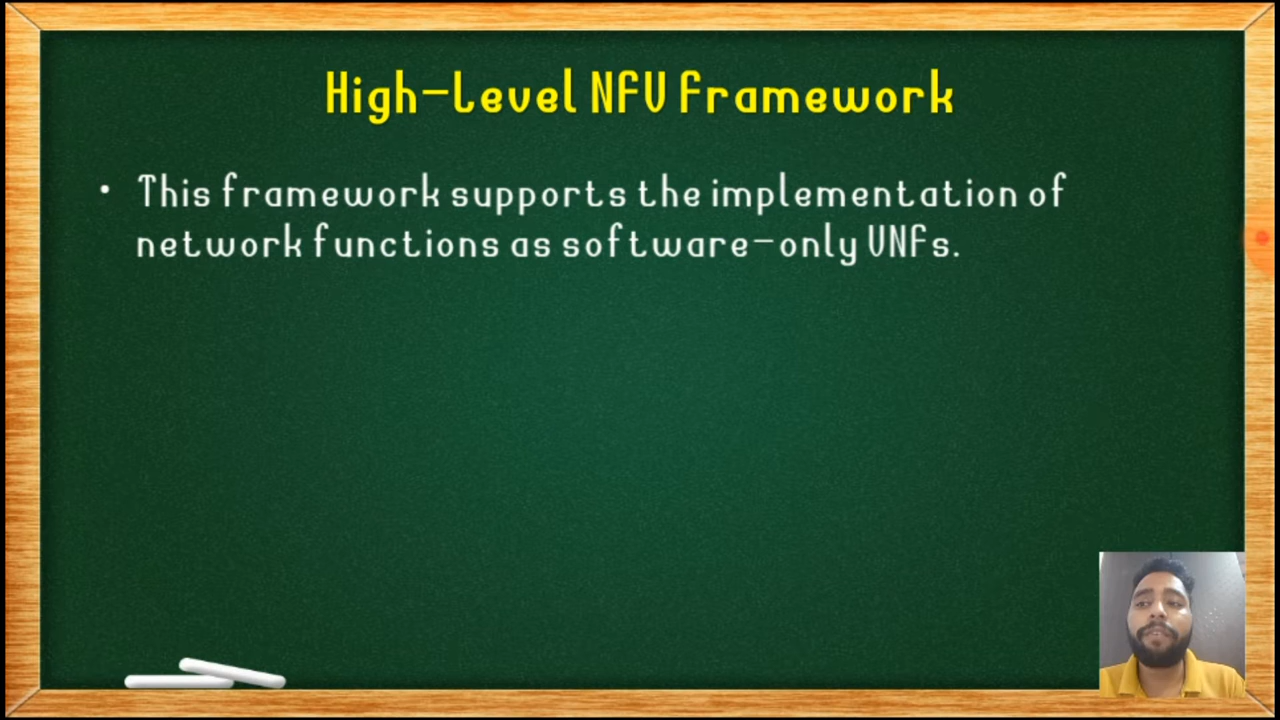 High-Level NFV Framework
• This framework supports the implementation of
network functions as software-only VNFs.